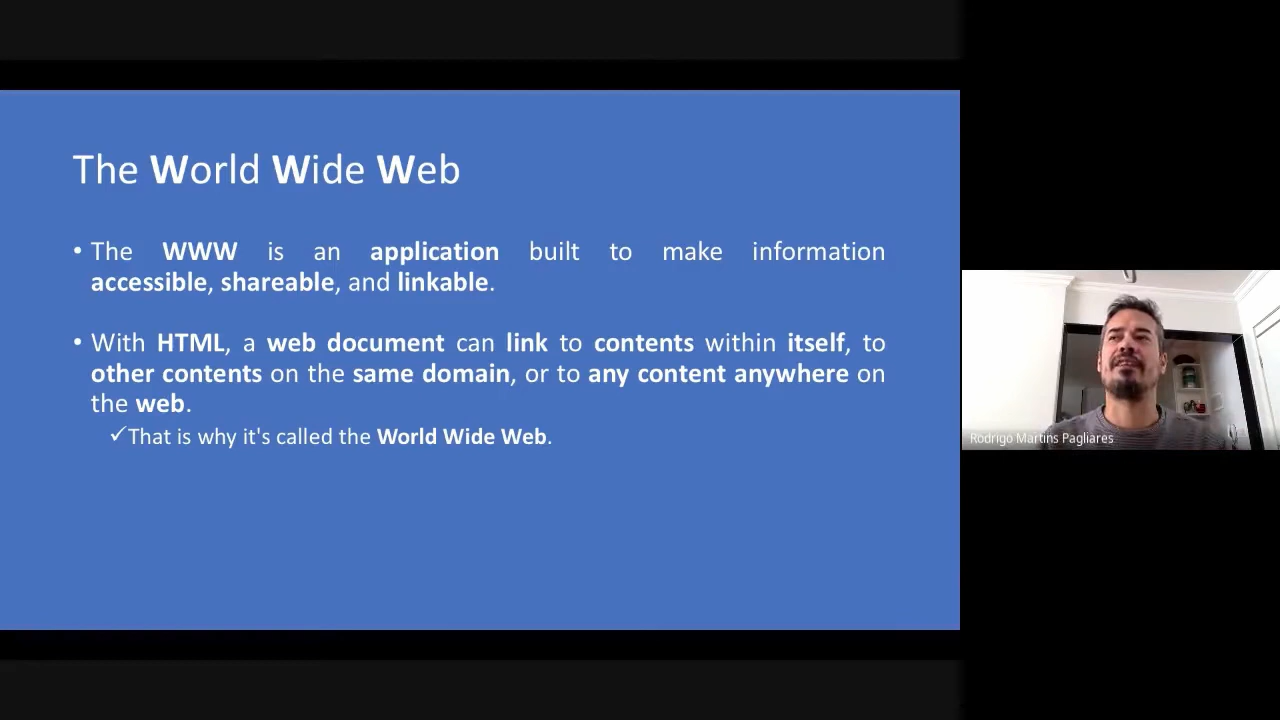 The World Wide Web
• The WWW is an application built to make information
accessible, shareable, and linkable.
• With HTML, a web document can link to contents within itself, to
other contents on the same domain, or to any content anywhere on
the web.
✓That is why it's called the World Wide Web.
Rodrigo Martins Pagliares